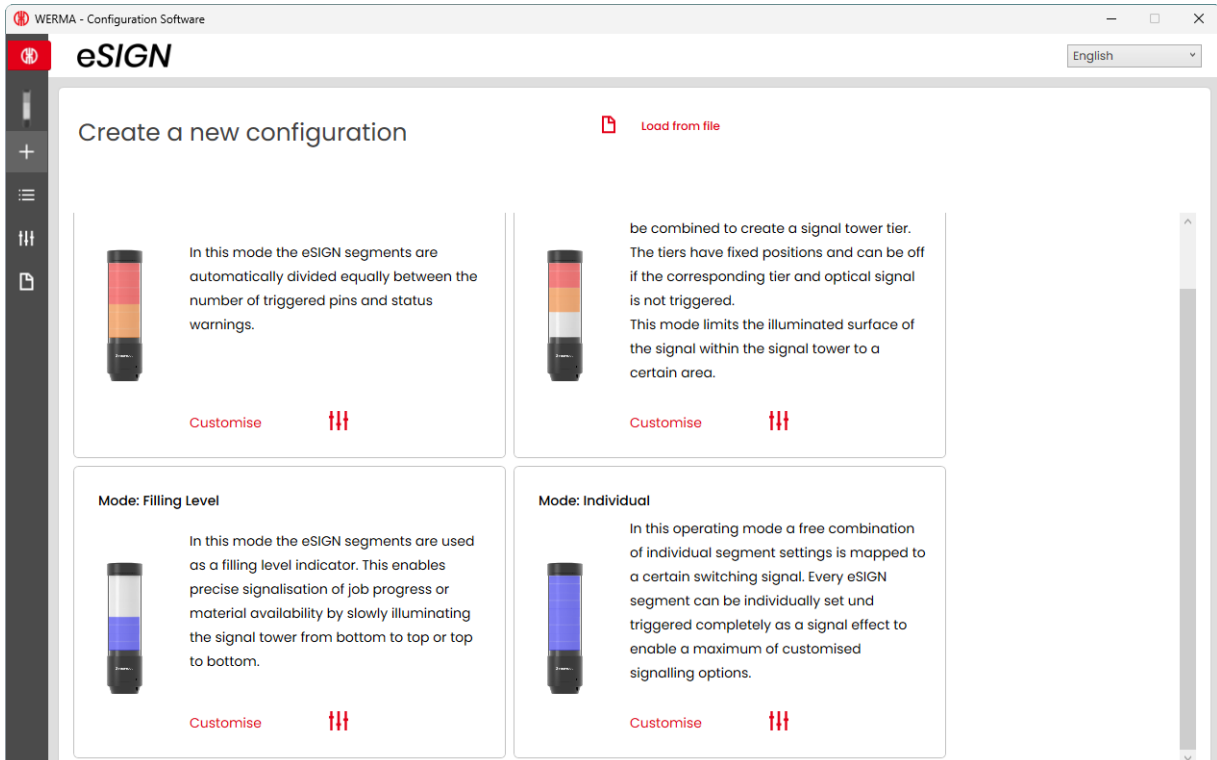 WERMA - Configuration Software
eSIGN
English
Create a new configuration
Load from file
In this mode the eSIGN segments are
automatically divided equally between the
number of triggered pins and status
warnings.
Customise
be combined to create a signal tower tier.
The tiers have fixed positions and can be off
if the corresponding tier and optical signal
is not triggered.
This mode limits the illuminated surface of
the signal within the signal tower to a
certain area.
Customise
Mode: Filling Level
In this mode the eSIGN segments are used
as a filling level indicator. This enables
precise signalisation of job progress or
material availability by slowly illuminating
the signal tower from bottom to top or top
to bottom.
Customise
Mode: Individual
In this operating mode a free combination
of individual segment settings is mapped to
a certain switching signal. Every eSIGN
segment can be individually set und
triggered completely as a signal effect to
enable a maximum of customised
signalling options.
Customise